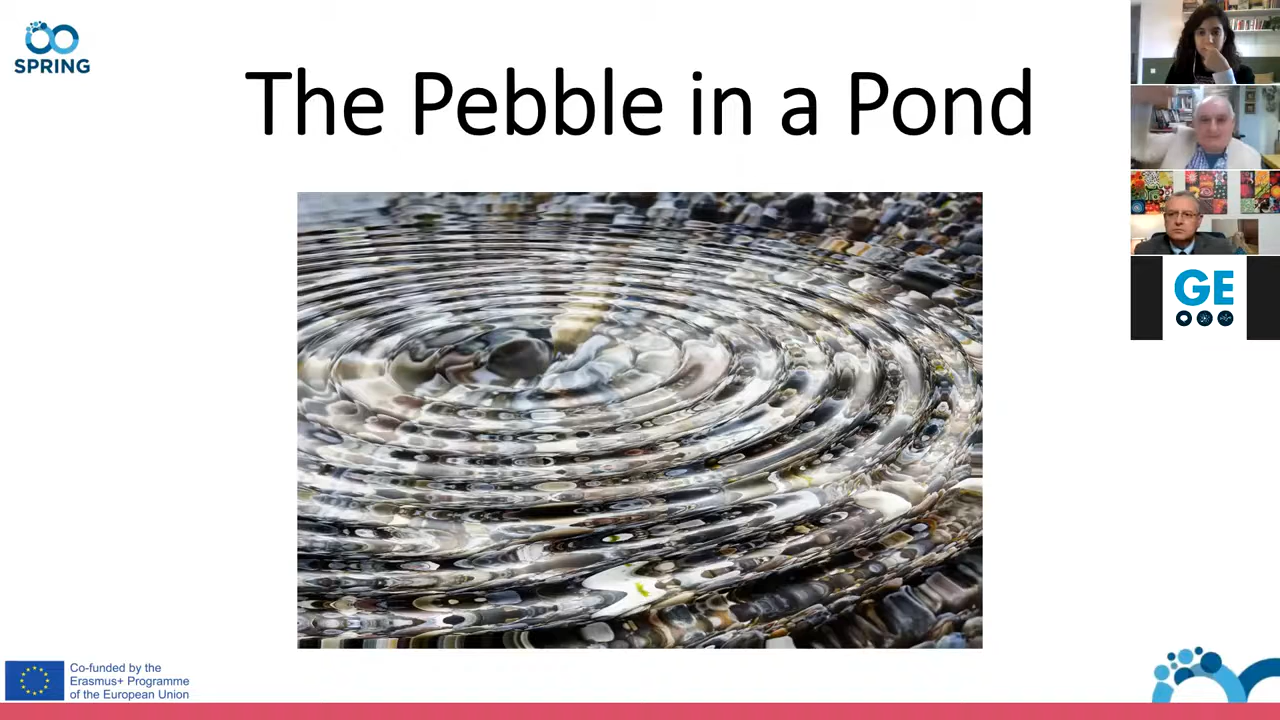 SPRING
The Pebble in a Pond
GE
Co-funded by the
Erasmus+ Programme
of the European Union